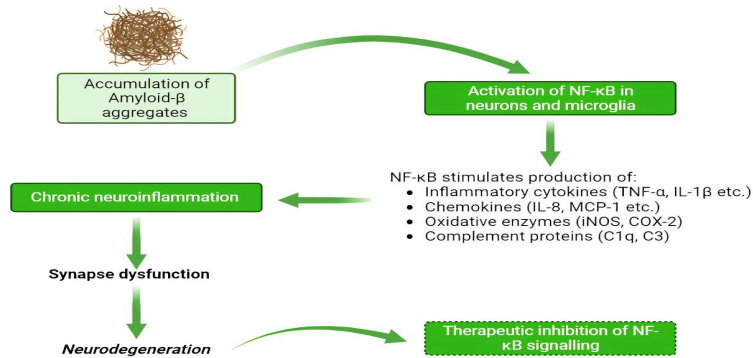 Accumulation of
Amyloid-β
aggregates
Activation of NF-κB in
neurons and microglia
NF-κB stimulates production of:
• Inflammatory cytokines (TNF-α, IL-1β etc.)
• Chemokines (IL-8, MCP-1 etc.)
• Oxidative enzymes (iNOS, COX-2)
• Complement proteins (C1q, C3)
Chronic neuroinflammation
Synapse dysfunction
Neurodegeneration
Therapeutic inhibition of NF-
κB signalling